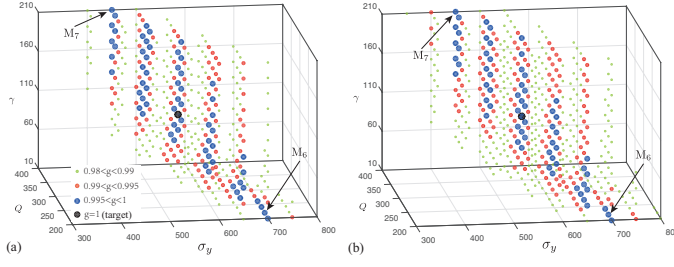 210
M7
160
110
γ
60
10
400
350
Q 300
250
200
300
400
500
600
700
800
σy
0.98<g<0.99
0.99<g<0.995
0.995<g<1
g=1 (target)
M6
(a)
210
M7
160
110
γ
60
10
400
350
Q 300
250
200
300
400
500
600
700
σy
M6
(b)